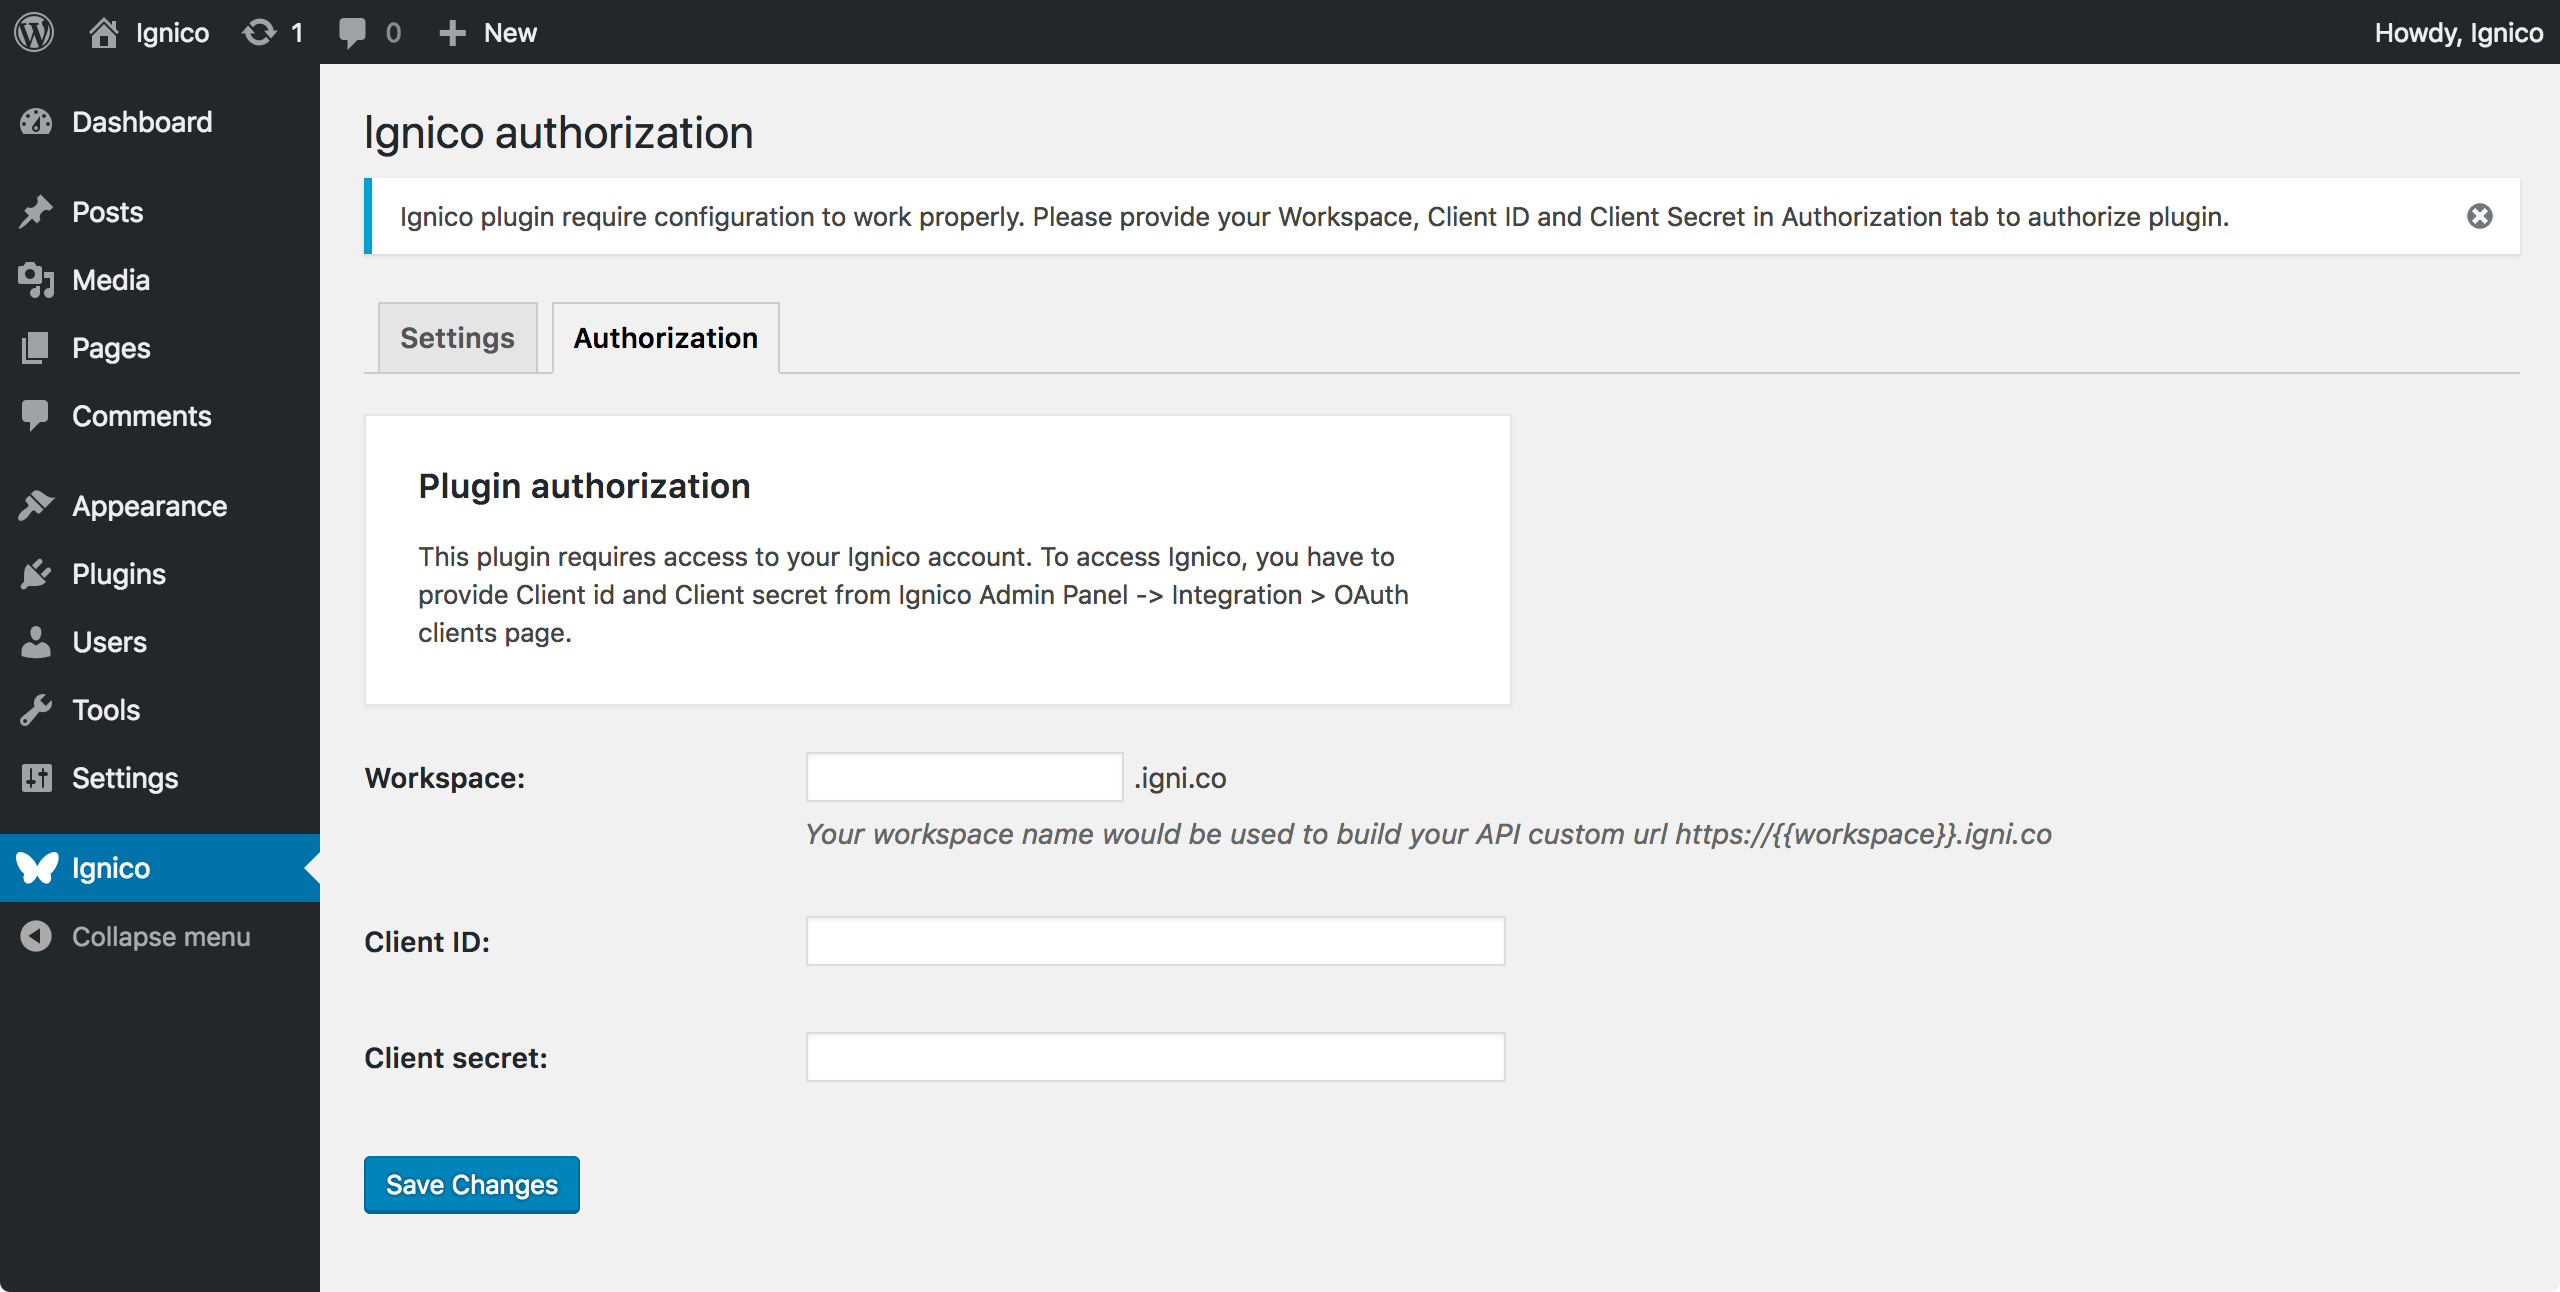 Ignico
1
0
New
Howdy, Ignico
Dashboard
Posts
Media
Pages
Comments
Appearance
Plugins
Users
Tools
Settings
Ignico
Collapse menu
Ignico authorization
Ignico plugin require configuration to work properly. Please provide your Workspace, Client ID and Client Secret in Authorization tab to authorize plugin.
Settings
Authorization
Plugin authorization
This plugin requires access to your Ignico account. To access Ignico, you have to
provide Client id and Client secret from Ignico Admin Panel -> Integration > OAuth
clients page.
Workspace:
.igni.co
Your workspace name would be used to build your API custom url https://{{workspace}}.igni.co
Client ID:
Client secret:
Save Changes